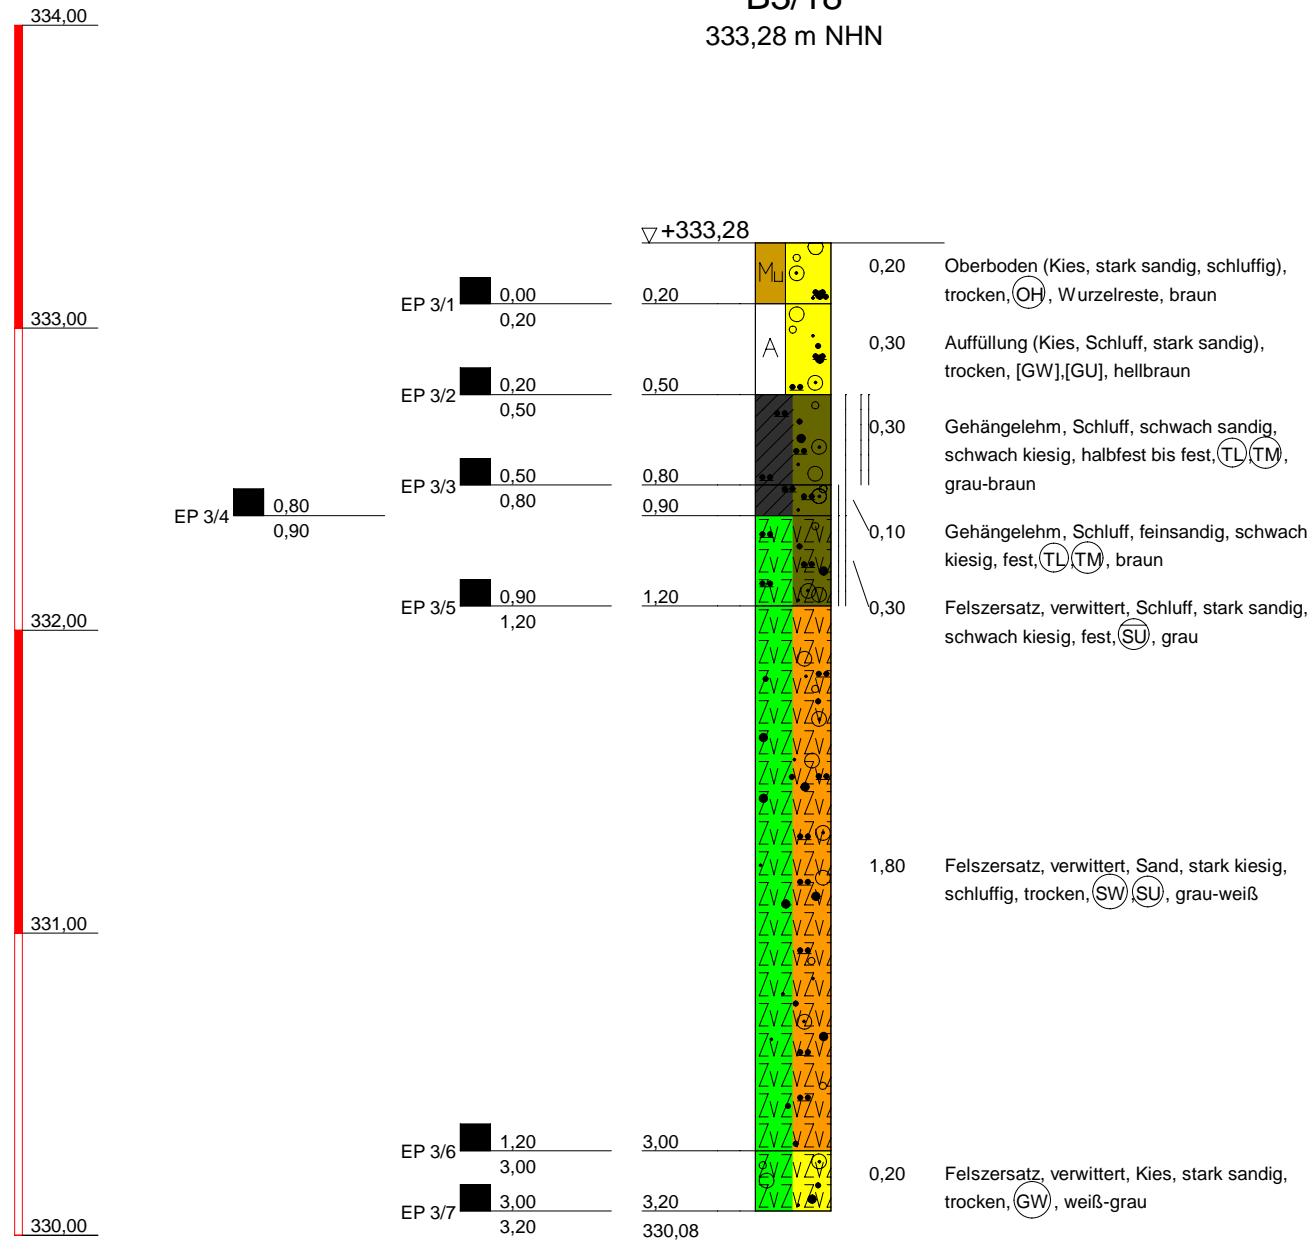 333,28 m NHN
334,00
+333,28
Mu
0,20
Oberboden (Kies, stark sandig, schluffig),
trocken, OH, Wurzelreste, braun
EP 3/1
0,00
0,20
0,20
333,00
A
0,30
Auffüllung (Kies, Schluff, stark sandig),
trocken, [GW],[GU], hellbraun
EP 3/2
0,20
0,50
0,50
0,30
Gehängelehm, Schluff, schwach sandig,
schwach kiesig, halbfest bis fest, TL, TM,
grau-braun
EP 3/3
0,50
0,80
0,80
EP 3/4
0,80
0,90
0,90
0,10
Gehängelehm, Schluff, feinsandig, schwach
kiesig, fest, TL, TM, braun
EP 3/5
0,90
1,20
1,20
0,30
Felszersatz, verwittert, Schluff, stark sandig,
schwach kiesig, fest, S̅U̅, grau
332,00
1,80
Felszersatz, verwittert, Sand, stark kiesig,
schluffig, trocken, SW, SU, grau-weiß
331,00
EP 3/6
1,20
3,00
3,00
0,20
Felszersatz, verwittert, Kies, stark sandig,
trocken, GW, weiß-grau
EP 3/7
3,00
3,20
3,20
330,08
330,00